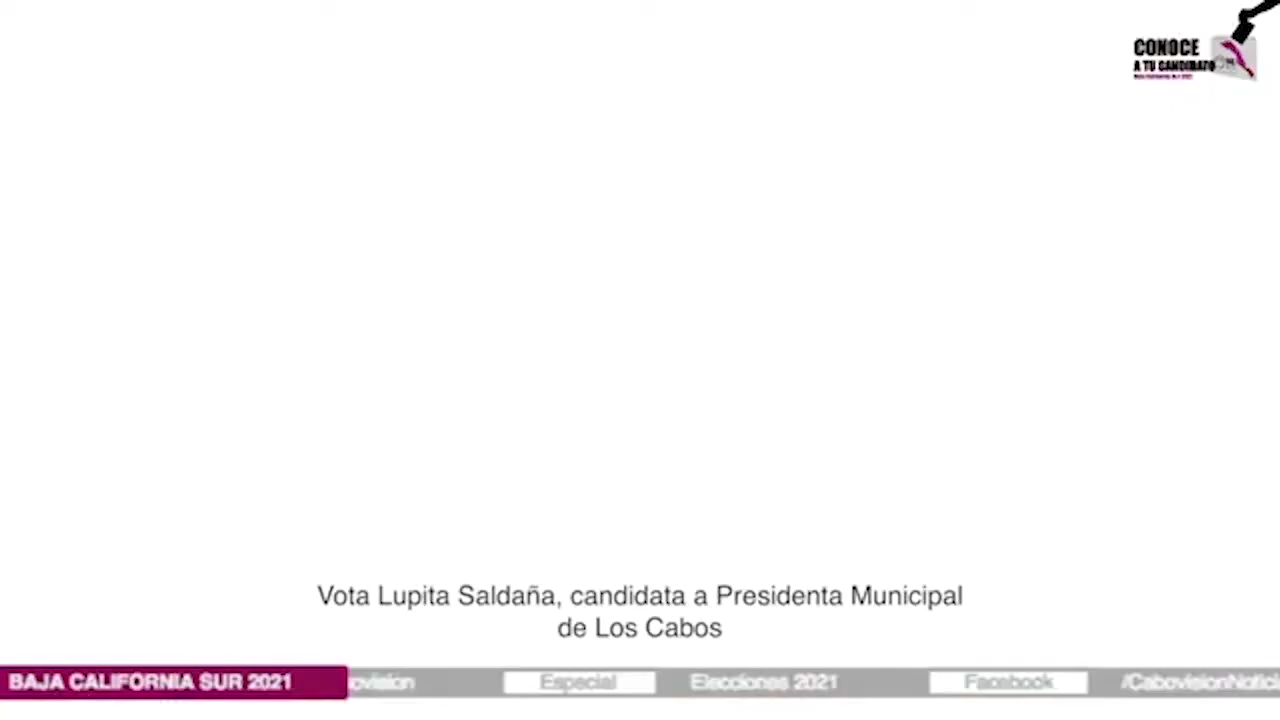 CONOCE
A TU CANDIDATO
Vota Lupita Saldaña, candidata a Presidenta Municipal
de Los Cabos
BAJA CALIFORNIA SUR 2021 ovision Especial Elecciones 2021 Facebook /CabovisionNotici